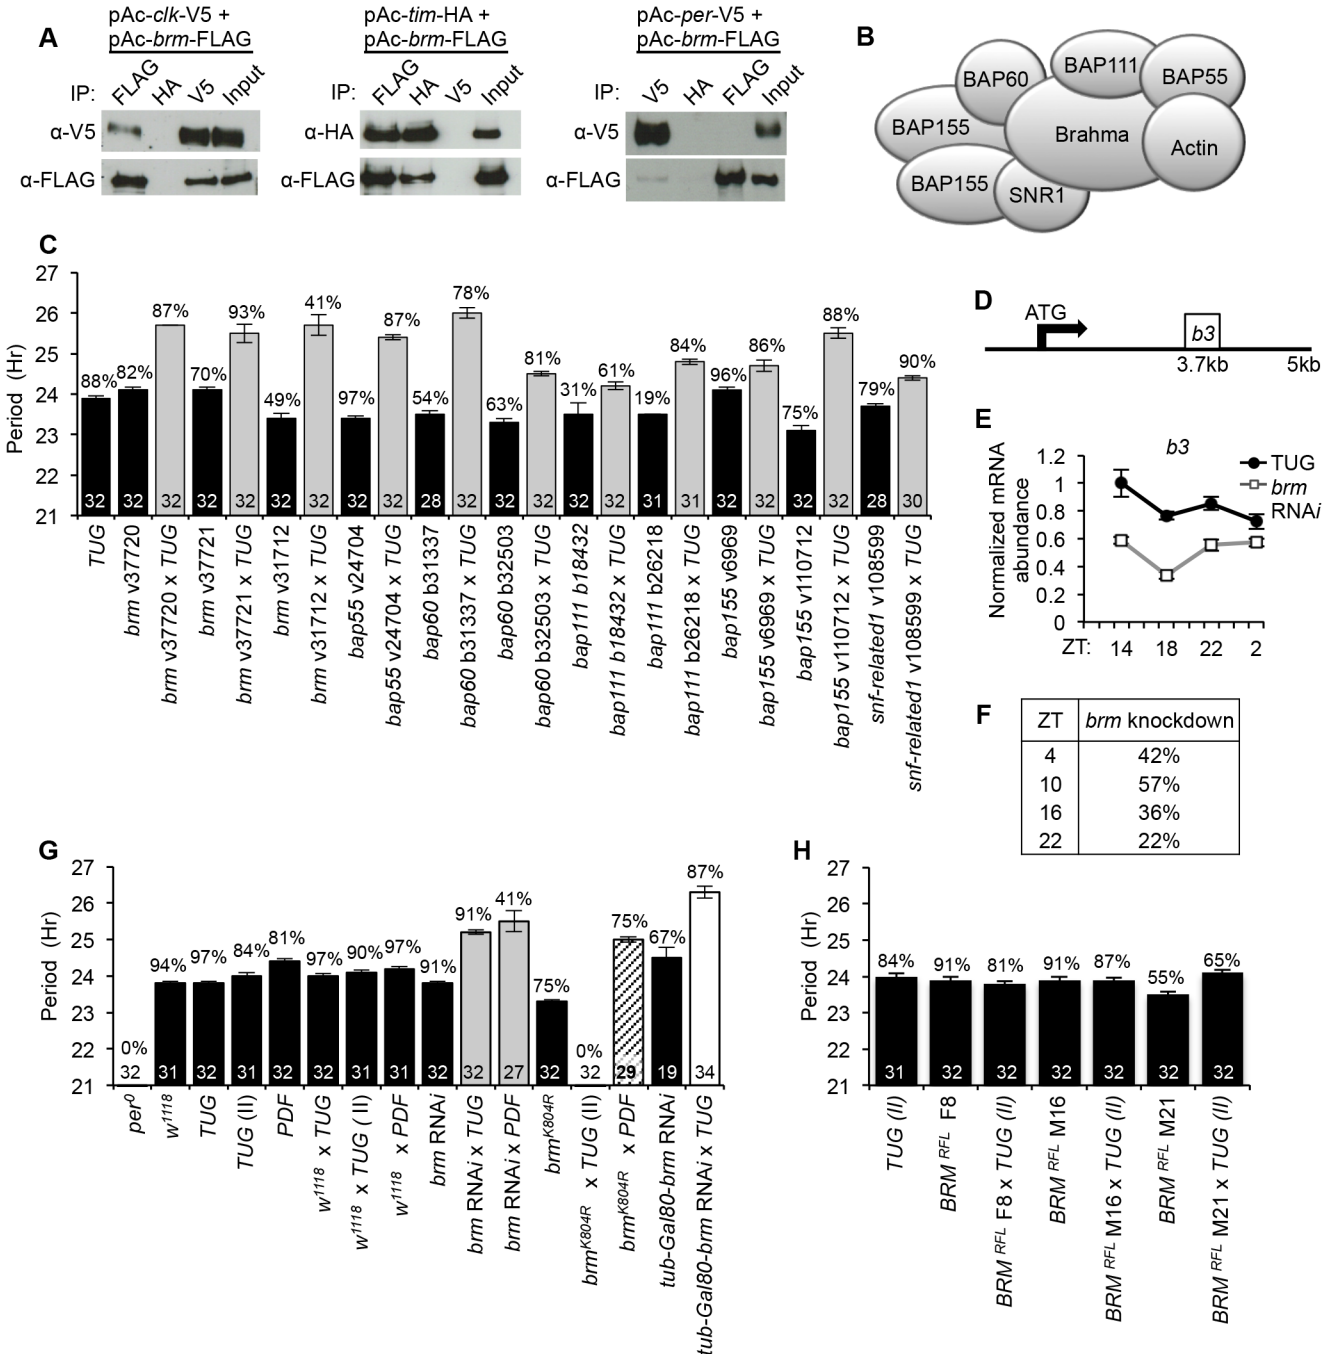 A
pAc-clk-V5 +
pAc-brm-FLAG
IP: FLAG HA V5 Input
α-V5
α-FLAG
pAc-tim-HA +
pAc-brm-FLAG
IP: FLAG HA V5 Input
α-HA
α-FLAG
pAc-per-V5 +
pAc-brm-FLAG
IP: V5 HA FLAG Input
α-V5
α-FLAG
B
BAP60
BAP111
BAP55
BAP155
Brahma
Actin
BAP155
SNR1
C
Period (Hr)
27
26
25
24
23
22
21
88% 82% 87% 70% 93% 49% 41% 97% 87% 54% 78% 63% 81% 31% 61% 19% 84% 96% 86% 75% 88% 79% 90%
32 32 32 32 32 32 32 32 32 28 32 32 32 32 32 31 31 32 32 32 32 28 30
TUG
brm v37720
brm v37720 x TUG
brm v37721
brm v37721 x TUG
brm v31712
brm v31712 x TUG
bap55 v24704
bap55 v24704 x TUG
bap60 b31337
bap60 b31337 x TUG
bap60 b32503
bap60 b32503 x TUG
bap111 b18432
bap111 b18432 x TUG
bap111 b26218
bap111 b26218 x TUG
bap155 v6969
bap155 v6969 x TUG
bap155 v110712
bap155 v110712 x TUG
snf-related1 v108599
snf-related1 v108599 x TUG
D
ATG
b3
3.7kb
5kb
E
b3
Normalized mRNA
abundance
1.2
1
0.8
0.6
0.4
0.2
0
ZT: 14 18 22 2
TUG
brm
RNAi
F
ZT brm knockdown
4 42%
10 57%
16 36%
22 22%
G
Period (Hr)
27
26
25
24
23
22
21
0% 94% 97% 84% 81% 97% 90% 97% 91% 91% 41% 75% 0% 75% 67% 87%
32 31 32 31 32 32 31 31 32 32 27 32 32 29 19 34
per0
w1118
TUG
TUG (II)
PDF
w1118 x TUG
w1118 x TUG (II)
w1118 x PDF
brm RNAi
brm RNAi x TUG
brm RNAi x PDF
brmK804R
brmK804R x TUG (II)
brmK804R x PDF
tub-Gal80-brm RNAi
tub-Gal80-brm RNAi x TUG
H
Period (Hr)
27
26
25
24
23
22
21
84% 91% 81% 91% 87% 55% 65%
31 32 32 32 32 32 32
TUG (II)
BRM RFL F8
BRM RFL F8 x TUG (II)
BRM RFL M16
BRM RFL M16 x TUG (II)
BRM RFL M21
BRM RFL M21 x TUG (II)